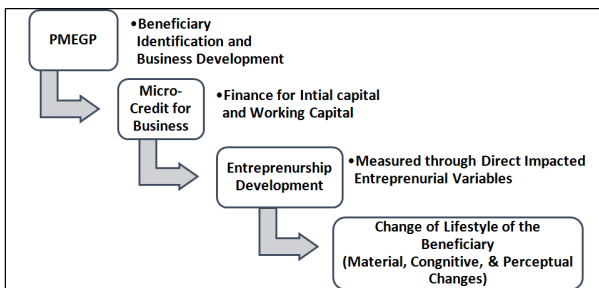 PMEGP
•Beneficiary
Identification and
Business Development
Micro-
Credit for
Business
•Finance for Intial capital
and Working Capital
Entreprenurship
Development
•Measured through Direct Impacted
Entreprenurial Variables
Change of Lifestyle of the
Beneficiary
(Material, Congnitive, & Perceptual
Changes)